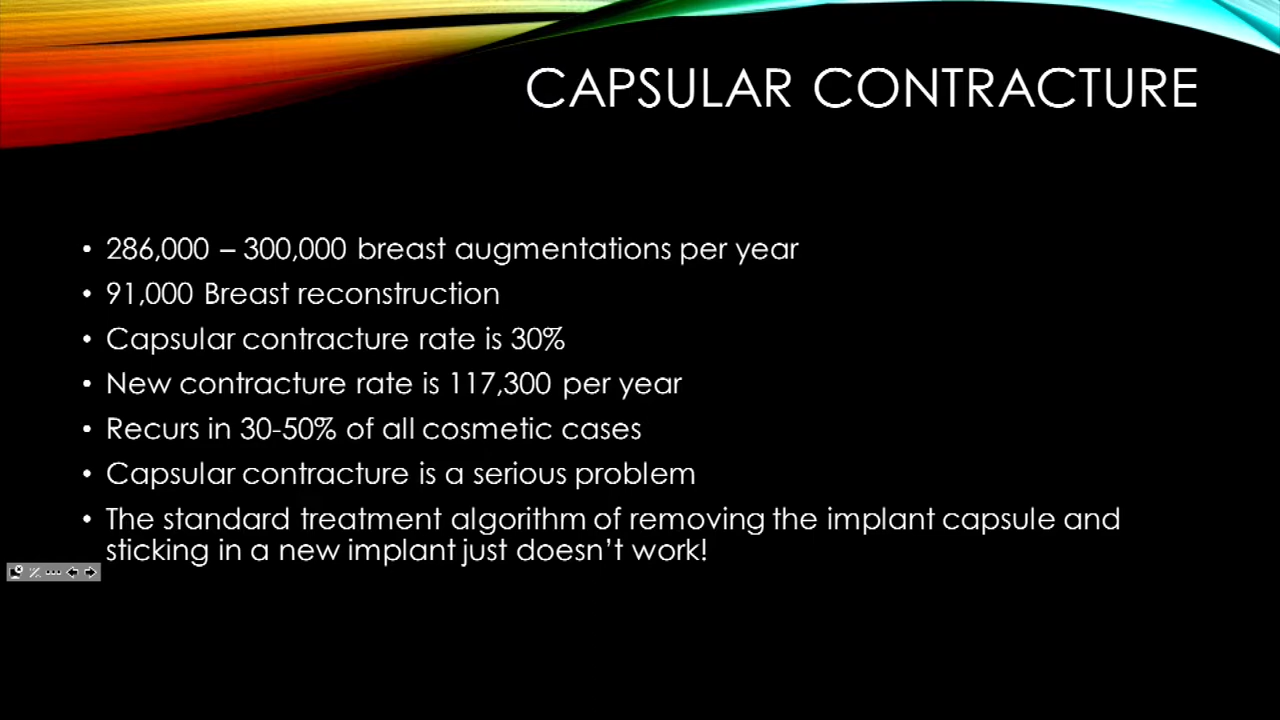 CAPSULAR CONTRACTURE
• 286,000 – 300,000 breast augmentations per year
• 91,000 Breast reconstruction
• Capsular contracture rate is 30%
• New contracture rate is 117,300 per year
• Recurs in 30-50% of all cosmetic cases
• Capsular contracture is a serious problem
• The standard treatment algorithm of removing the implant capsule and
sticking in a new implant just doesn’t work!